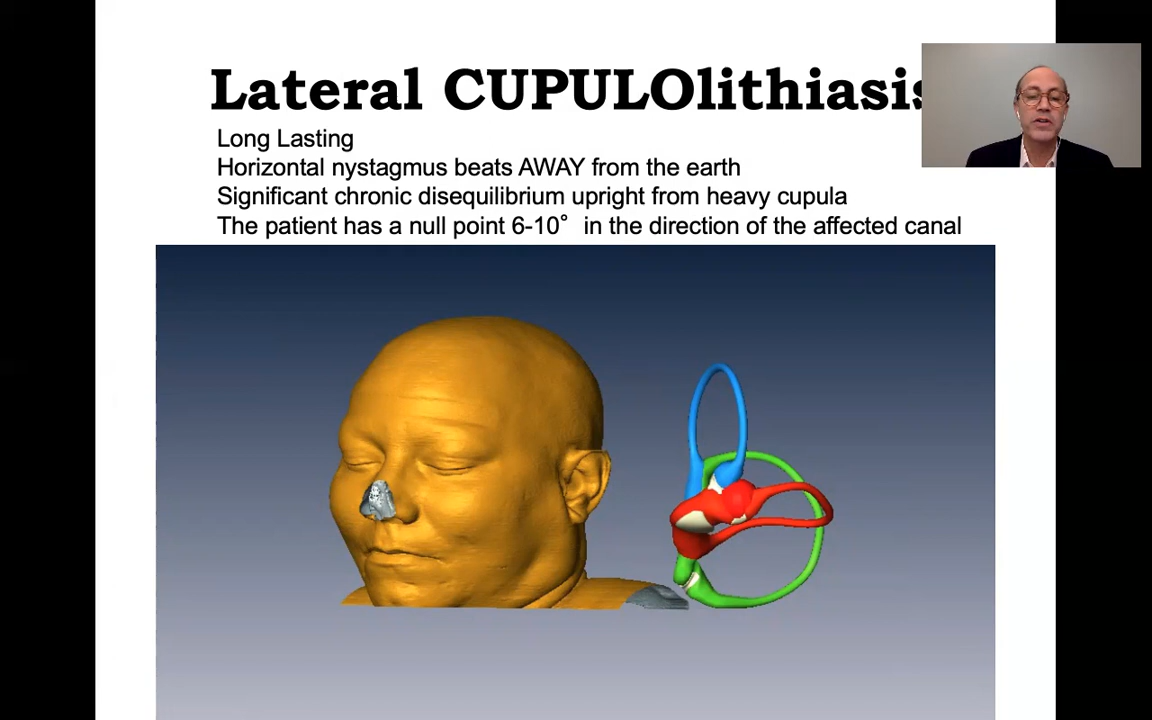 Lateral CUPULOlithiasis
Long Lasting
Horizontal nystagmus beats AWAY from the earth
Significant chronic disequilibrium upright from heavy cupula
The patient has a null point 6-10° in the direction of the affected canal